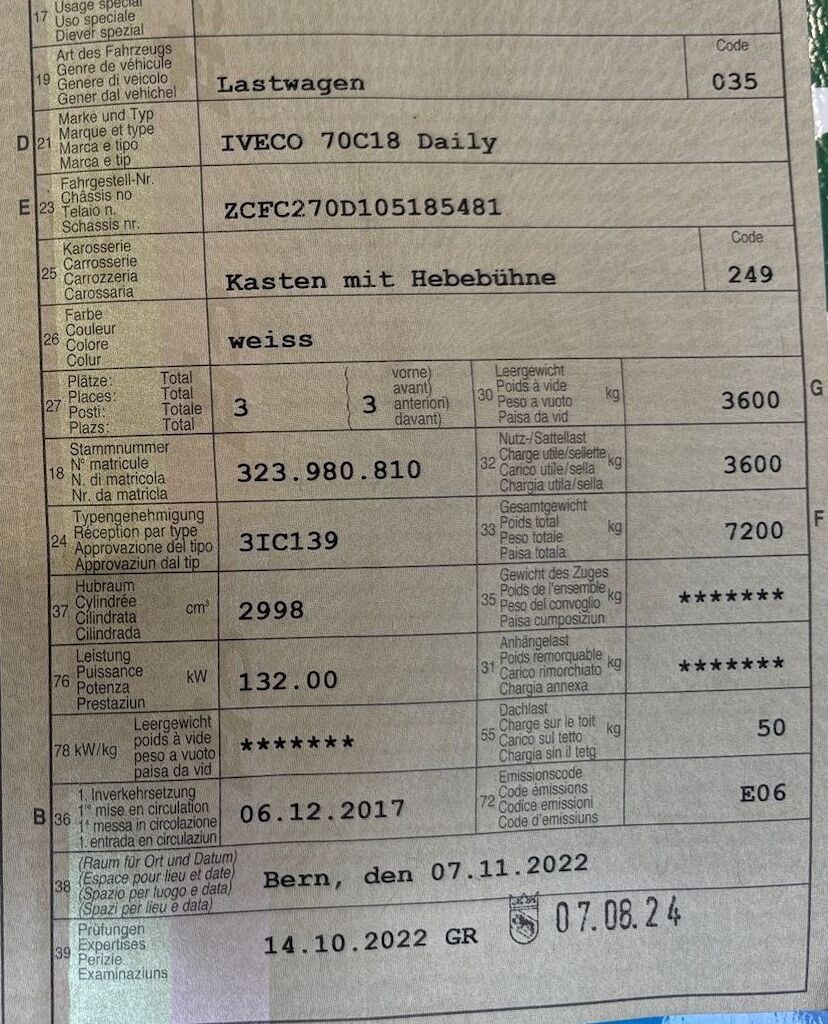 17 Usage spécial
Uso speciale
Diever spezial
19 Art des Fahrzeugs
Genre de véhicule
Genere di veicolo
Gener dal vehichel
Lastwagen
Code
035
D 21 Marke und Typ
Marque et type
Marca e tipo
Marca e tip
IVECO 70C18 Daily
E 23 Fahrgestell-Nr.
Châssis no
Telaio n.
Schassis nr.
ZCFC270D105185481
25 Karosserie
Carrosserie
Carrozzeria
Carossaria
Kasten mit Hebebühne
Code
249
26 Farbe
Couleur
Colore
Colur
weiss
27 Plätze: Total
Places: Total
Posti: Totale
Plazs: Total
3
( 3 vorne)
avant)
anteriori)
davant)
30 Leergewicht
Poids à vide
Peso a vuoto
Paisa da vid
kg
3600
G
18 Stammnummer
N° matricule
N. di matricola
Nr. da matricla
323.980.810
32 Nutz-/Sattellast
Charge utile/sellette
Carico utile/sella
Chargia utila/sella
kg
3600
24 Typengenehmigung
Réception par type
Approvazione del tipo
Approvaziun dal tip
3IC139
33 Gesamtgewicht
Poids total
Peso totale
Paisa totala
kg
7200
F
37 Hubraum
Cylindrée
Cilindrata
Cilindrada
cm³
2998
35 Gewicht des Zuges
Poids de l'ensemble
Peso del convoglio
Paisa cumposiziun
kg
*******
76 Leistung
Puissance
Potenza
Prestaziun
kW
132.00
31 Anhängelast
Poids remorquable
Carico rimorchiato
Chargia annexa
kg
*******
78 kW/kg Leergewicht
poids à vide
peso a vuoto
paisa da vid
*******
55 Dachlast
Charge sur le toit
Carico sul tetto
Chargia sin il tetg
kg
50
B 36 1. Inverkehrsetzung
1re mise en circulation
1a messa in circolazione
1. entrada en circulaziun
06.12.2017
72 Emissionscode
Code émissions
Codice emissioni
Code d'emissiuns
E06
38 (Raum für Ort und Datum)
(Espace pour lieu et date)
(Spazio per luogo e data)
(Spazi per lieu e data)
Bern, den 07.11.2022
39 Prüfungen
Expertises
Perizie
Examinaziuns
14.10.2022 GR
07.08.24